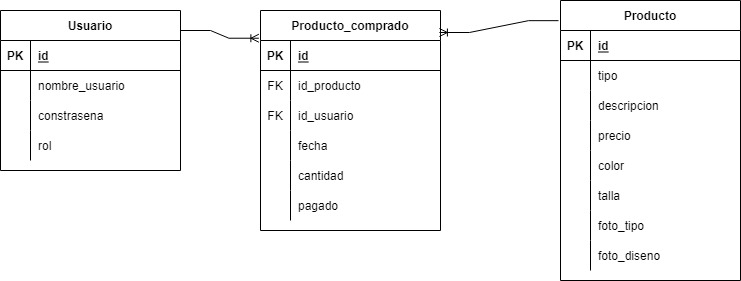 Usuario
PK id
nombre_usuario
constrasena
rol
Producto_comprado
PK id
FK id_producto
FK id_usuario
fecha
cantidad
pagado
Producto
PK id
tipo
descripcion
precio
color
talla
foto_tipo
foto_diseno